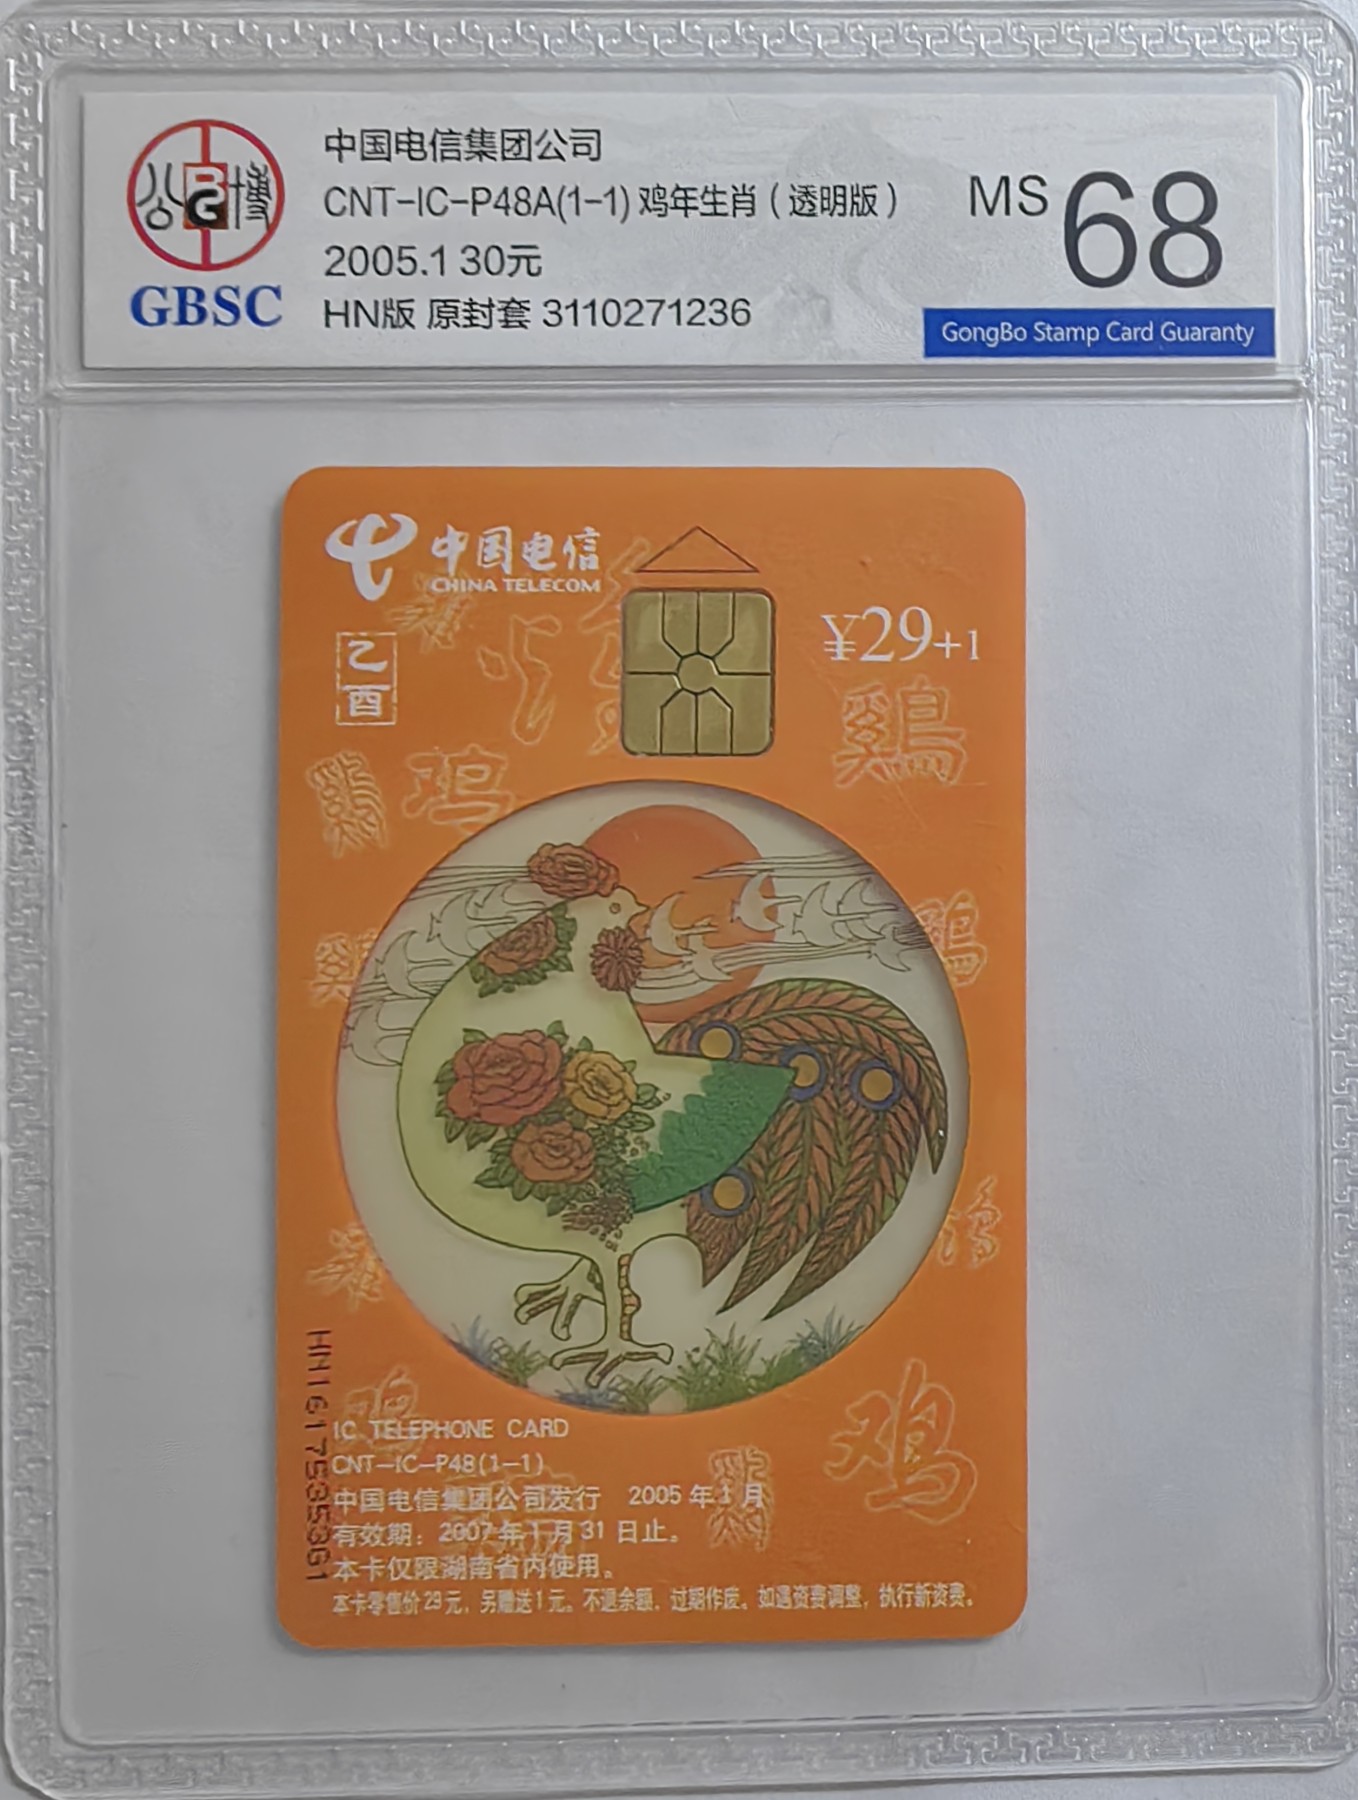 中国电信集团公司
CNT-IC-P48A(1-1) 鸡年生肖（透明版）
2005.1 30元
HN版 原封套 3110271236
MS 68
公博
GBSC
GongBo Stamp Card Guaranty
中国电信
CHINA TELECOM
¥29+1
乙酉
鷄
鸡
鸡
HN1617535361
IC TELEPHONE CARD
CNT-IC-P48(1-1)
中国电信集团公司发行 2005年1月
有效期：2007年1月31日止。
本卡仅限湖南省内使用。
本卡零售价29元，另赠送1元。不退余额，过期作废。如遇资费调整，执行新资费。